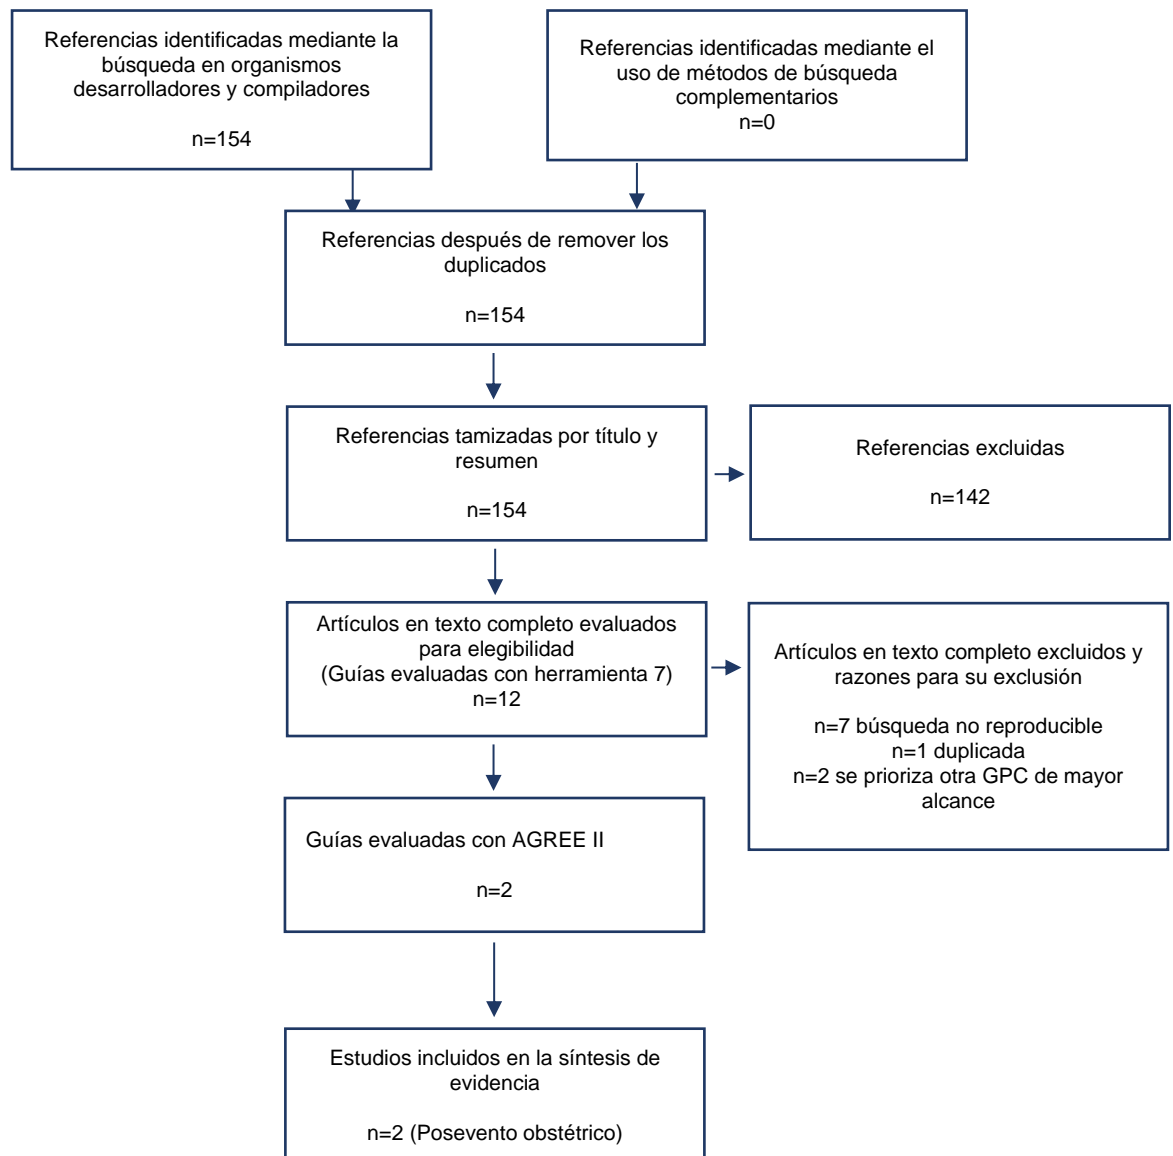 Referencias identificadas mediante la
búsqueda en organismos
desarrolladores y compiladores
n=154
Referencias identificadas mediante el
uso de métodos de búsqueda
complementarios
n=0
Referencias después de remover los
duplicados
n=154
Referencias tamizadas por título y
resumen
n=154
Referencias excluidas
n=142
Artículos en texto completo evaluados
para elegibilidad
(Guías evaluadas con herramienta 7)
n=12
Artículos en texto completo excluidos y
razones para su exclusión
n=7 búsqueda no reproducible
n=1 duplicada
n=2 se prioriza otra GPC de mayor
alcance
Guías evaluadas con AGREE II
n=2
Estudios incluidos en la síntesis de
evidencia
n=2 (Posevento obstétrico)